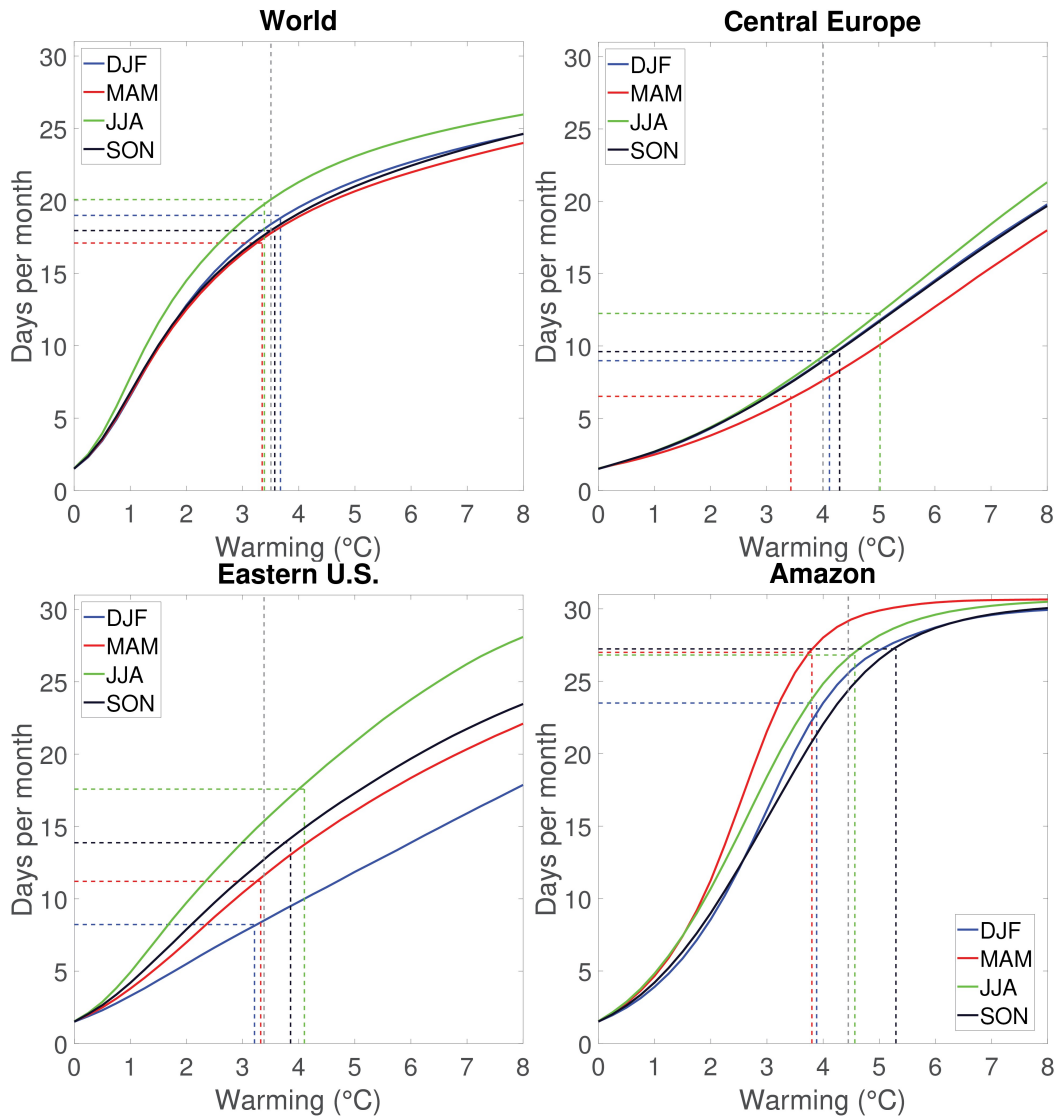 World
Days per month
30
25
20
15
10
5
0
DJF
MAM
JJA
SON
0 1 2 3 4 5 6 7 8
Warming (°C)
Central Europe
Days per month
30
25
20
15
10
5
0
DJF
MAM
JJA
SON
0 1 2 3 4 5 6 7 8
Warming (°C)
Eastern U.S.
Days per month
30
25
20
15
10
5
0
DJF
MAM
JJA
SON
0 1 2 3 4 5 6 7 8
Warming (°C)
Amazon
Days per month
30
25
20
15
10
5
0
DJF
MAM
JJA
SON
0 1 2 3 4 5 6 7 8
Warming (°C)